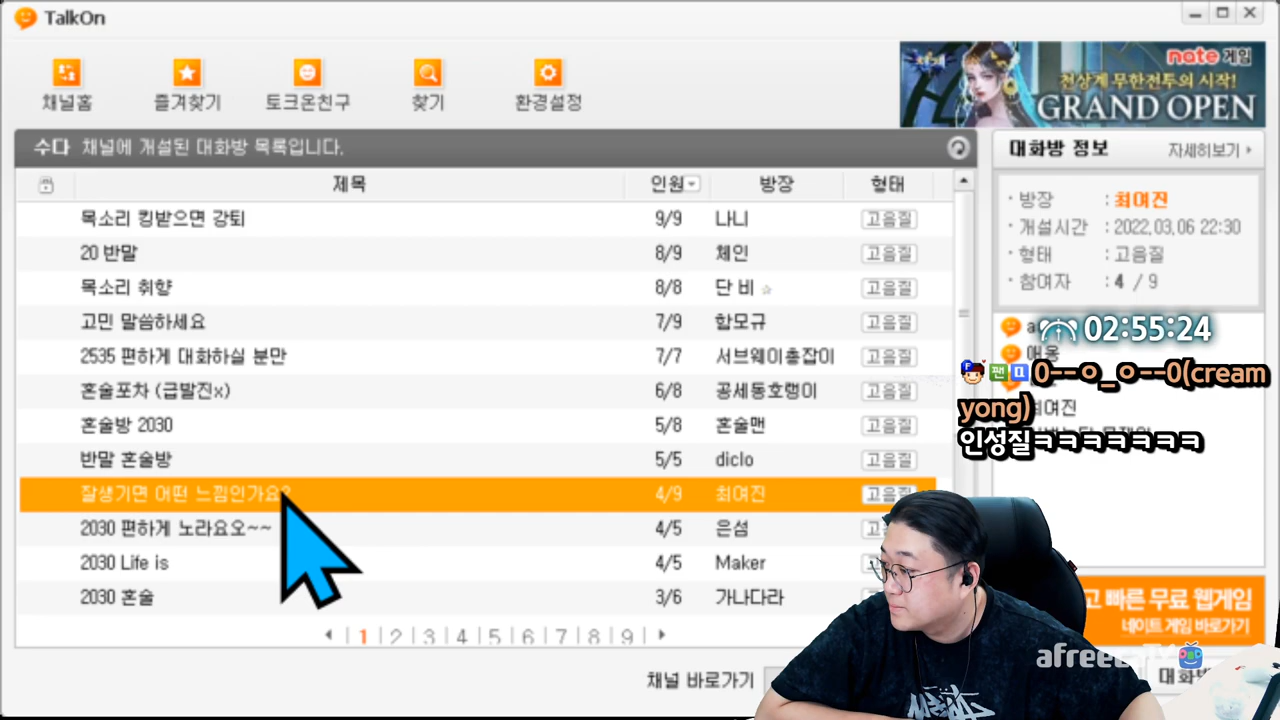 TalkOn
채널홈
즐겨찾기
토크온친구
찾기
환경설정
nate 게임
천상계 무한전투의 시작!
GRAND OPEN
수다 채널에 개설된 대화방 목록입니다.
제목 인원 방장 형태
목소리 킹받으면 강퇴 9/9 나니 고음질
20 반말 8/9 체인 고음질
목소리 취향 8/8 단 비 고음질
고민 말씀하세요 7/9 함모규 고음질
2535 편하게 대화하실 분만 7/7 서브웨이총잡이 고음질
혼술포차 (급발진x) 6/8 공세동호랭이 고음질
혼술방 2030 5/8 혼술맨 고음질
반말 혼술방 5/5 diclo 고음질
잘생기면 어떤 느낌인가요? 4/9 최여진 고음질
2030 편하게 노라요오~~ 4/5 은섬
2030 Life is 4/5 Maker
2030 혼술 3/6 가나다라
1 | 2 | 3 | 4 | 5 | 6 | 7 | 8 | 9
채널 바로가기
대화방 정보 자세히보기
방장 : 최여진
개설시간 : 2022.03.06 22:30
형태 : 고음질
참여자 : 4 / 9
02:55:24
애옹
F 팬 0--ㅇ_ㅇ--0(cream
yong)
최여진
인성질ㅋㅋㅋㅋㅋㅋㅋ
고 빠른 무료 웹게임
네이트 게임 바로가기
afreecaTV